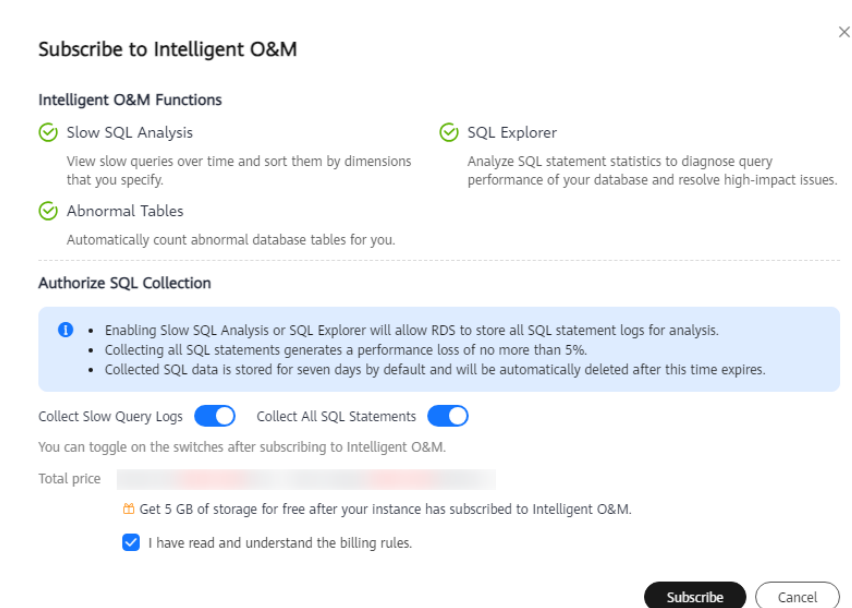 Subscribe to Intelligent O&M
Intelligent O&M Functions
Slow SQL Analysis
View slow queries over time and sort them by dimensions
that you specify.
SQL Explorer
Analyze SQL statement statistics to diagnose query
performance of your database and resolve high-impact issues.
Abnormal Tables
Automatically count abnormal database tables for you.
Authorize SQL Collection
• Enabling Slow SQL Analysis or SQL Explorer will allow RDS to store all SQL statement logs for analysis.
• Collecting all SQL statements generates a performance loss of no more than 5%.
• Collected SQL data is stored for seven days by default and will be automatically deleted after this time expires.
Collect Slow Query Logs Collect All SQL Statements
You can toggle on the switches after subscribing to Intelligent O&M.
Total price
Get 5 GB of storage for free after your instance has subscribed to Intelligent O&M.
I have read and understand the billing rules.
Subscribe Cancel